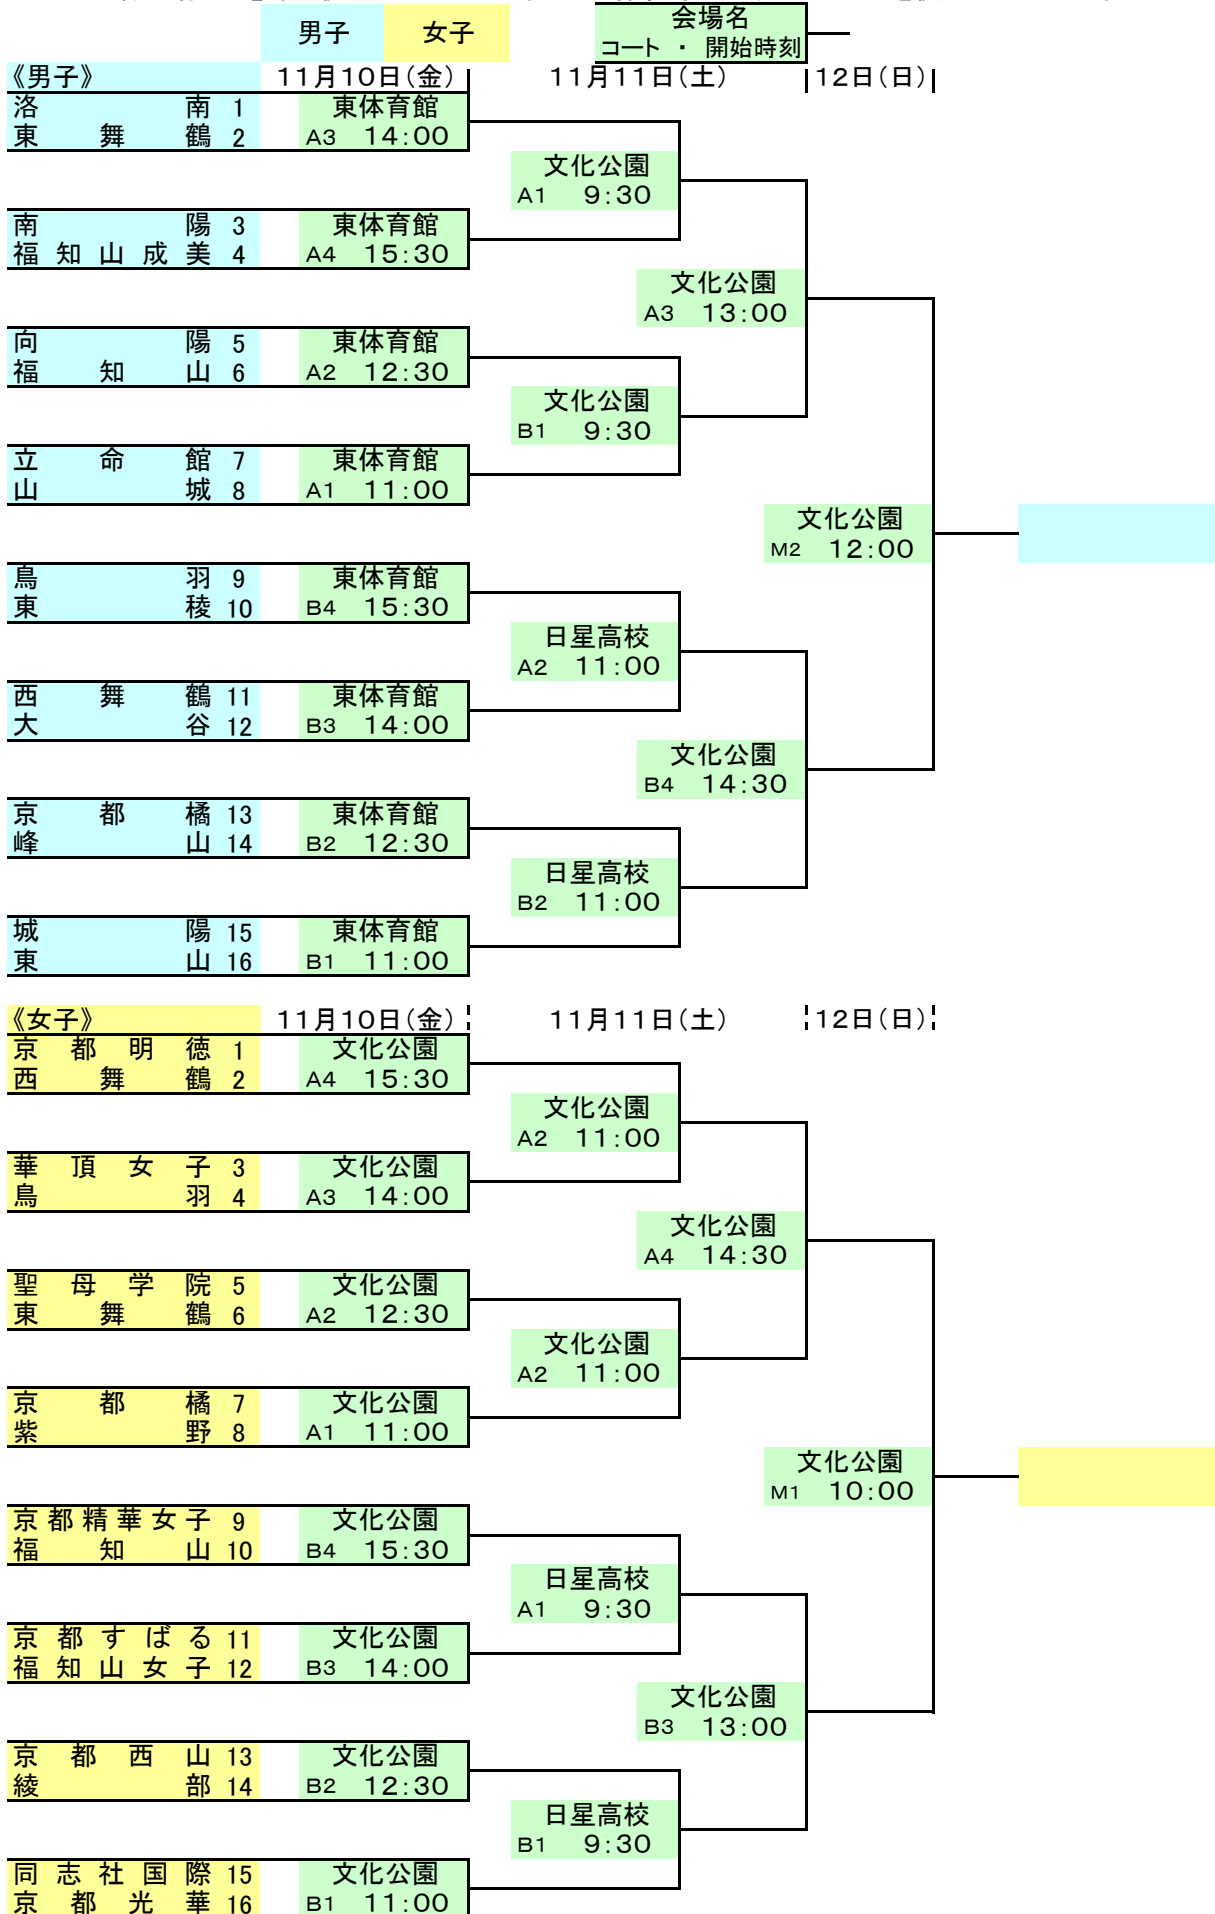 男子 女子 会場名
コート ・ 開始時刻
《男子》 11月10日(金) 11月11日(土) 12日(日)
洛南 1 東体育館
東舞鶴 2 A3 14:00
文化公園
A1 9:30
南陽 3 東体育館
福知山成美 4 A4 15:30
文化公園
A3 13:00
向陽 5 東体育館
福知山 6 A2 12:30
文化公園
B1 9:30
立命館 7 東体育館
山城 8 A1 11:00
文化公園
M2 12:00
鳥羽 9 東体育館
東稜 10 B4 15:30
日星高校
A2 11:00
西舞鶴 11 東体育館
大谷 12 B3 14:00
文化公園
B4 14:30
京都橘 13 東体育館
峰山 14 B2 12:30
日星高校
B2 11:00
城陽 15 東体育館
東山 16 B1 11:00
《女子》 11月10日(金) 11月11日(土) 12日(日)
京都明徳 1 文化公園
西舞鶴 2 A4 15:30
文化公園
A2 11:00
華頂女子 3 文化公園
鳥羽 4 A3 14:00
文化公園
A4 14:30
聖母学院 5 文化公園
東舞鶴 6 A2 12:30
文化公園
A2 11:00
京都橘 7 文化公園
紫野 8 A1 11:00
文化公園
M1 10:00
京都精華女子 9 文化公園
福知山 10 B4 15:30
日星高校
A1 9:30
京都すばる 11 文化公園
福知山女子 12 B3 14:00
文化公園
B3 13:00
京都西山 13 文化公園
綾部 14 B2 12:30
日星高校
B1 9:30
同志社国際 15 文化公園
京都光華 16 B1 11:00